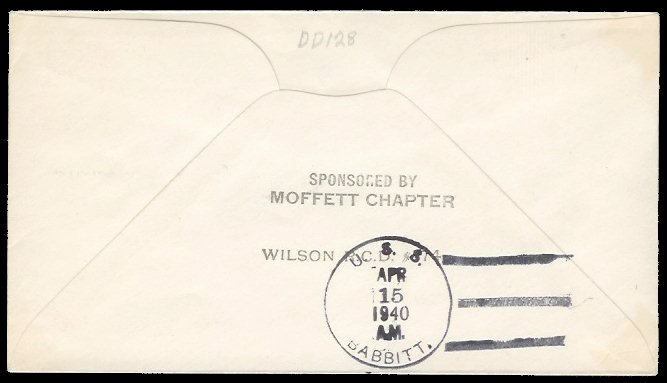 DD128
SPONSORED BY
MOFFETT CHAPTER
WILSON
U. S. S.
APR
15
1940
A.M.
BABBITT.